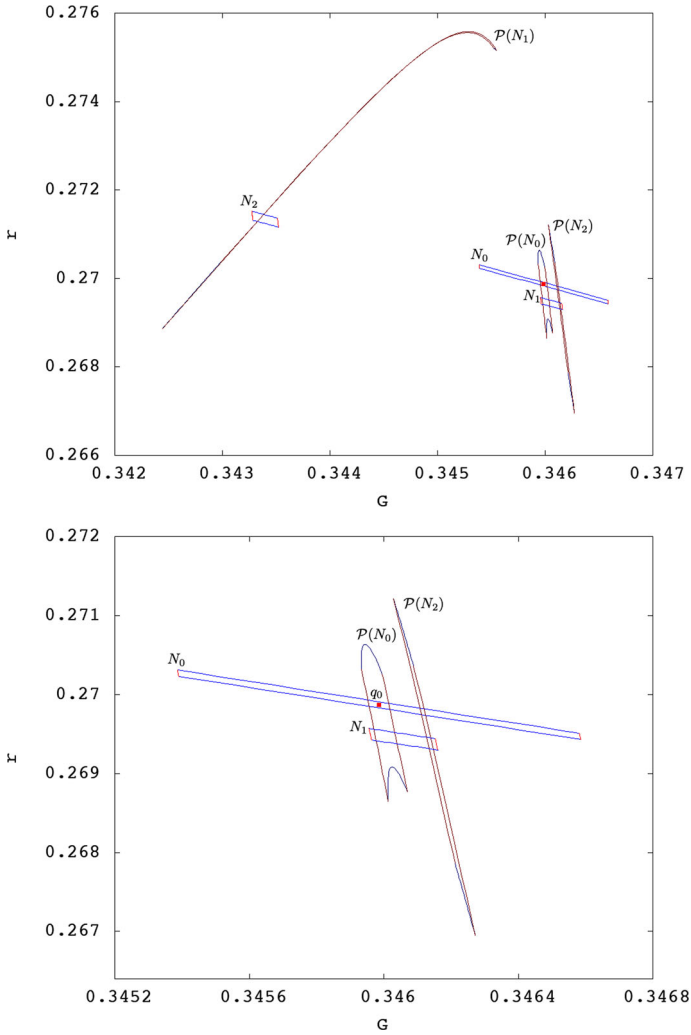 0.276
𝒫(N₁)
0.274
0.272
N₂
r
𝒫(N₂)
𝒫(N₀)
N₀
0.27
N₁
0.268
0.266
0.342 0.343 0.344 0.345 0.346 0.347
G
0.272
0.271
𝒫(N₂)
𝒫(N₀)
N₀
0.27
q₀
N₁
r
0.269
0.268
0.267
0.3452 0.3456 0.346 0.3464 0.3468
G